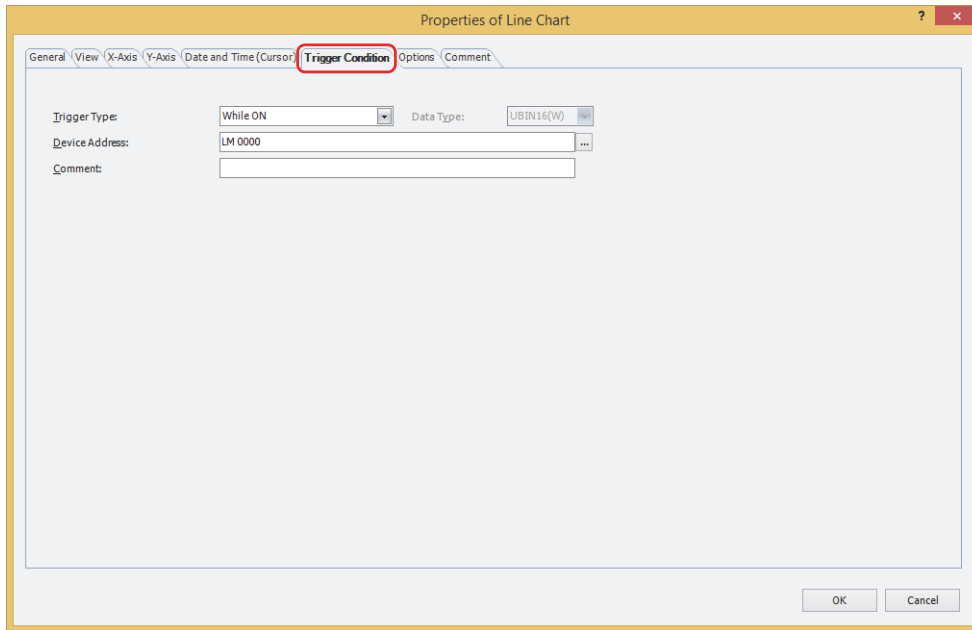 Properties of Line Chart ? ×
General View X-Axis Y-Axis Date and Time (Cursor) Trigger Condition Options Comment
Trigger Type: While ON Data Type: UBIN16(W)
Device Address: LM 0000 ...
Comment:
OK Cancel